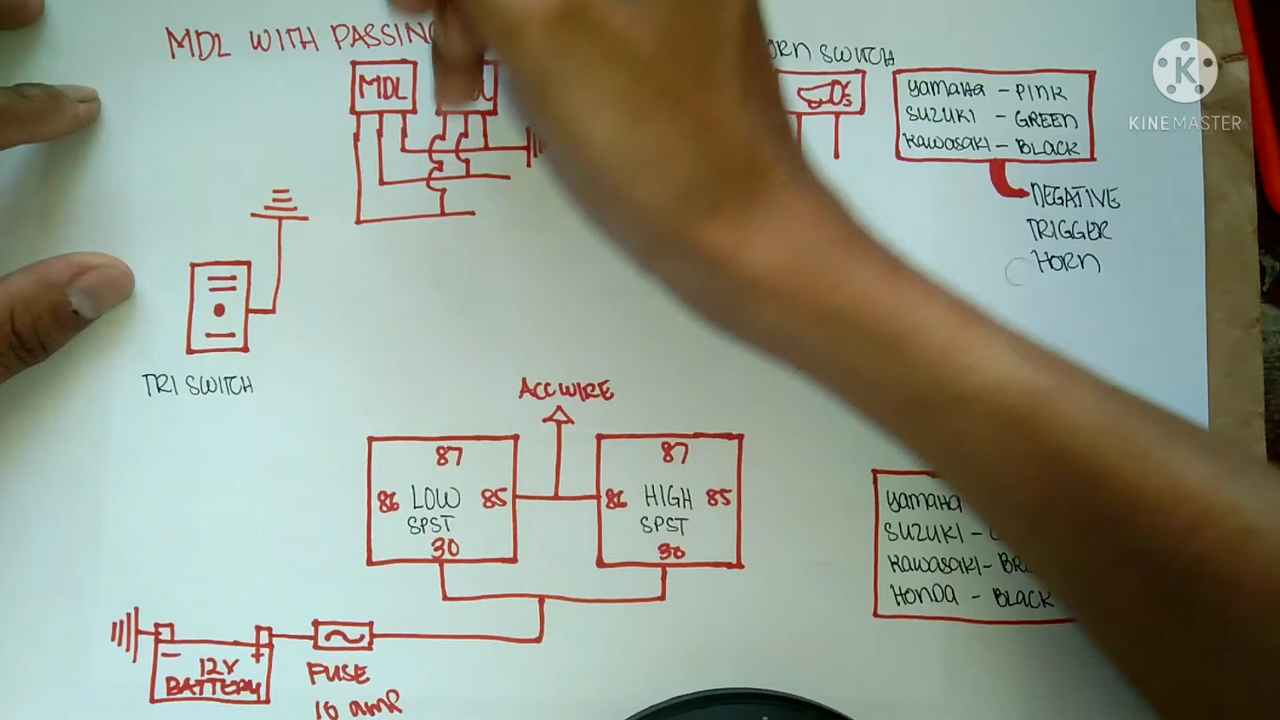 MDL WITH PASSING
SWITCH
MDL
YAMAHA - PINK
SUZUKI - GREEN
KAWASAKI - BLACK
NEGATIVE
TRIGGER
HORN
K
KINEMASTER
TRI SWITCH
ACC WIRE
87
86 LOW 85
SPST
30
87
86 HIGH 85
SPST
30
YAMAHA
SUZUKI -
KAWASAKI -
HONDA - BLACK
- +
12V
BATTERY
FUSE
10 amp